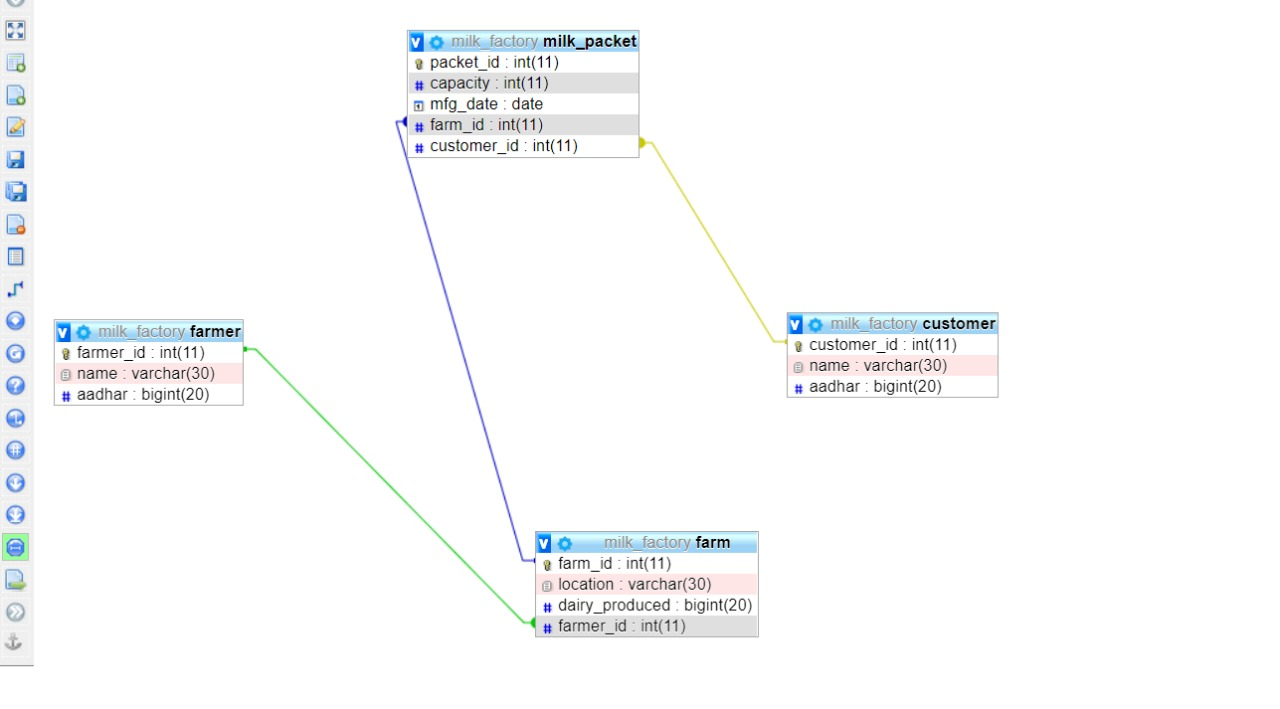 milk_factory milk_packet
packet_id : int(11)
capacity : int(11)
mfg_date : date
farm_id : int(11)
customer_id : int(11)
milk_factory farmer
farmer_id : int(11)
name : varchar(30)
aadhar : bigint(20)
milk_factory customer
customer_id : int(11)
name : varchar(30)
aadhar : bigint(20)
milk_factory farm
farm_id : int(11)
location : varchar(30)
dairy_produced : bigint(20)
farmer_id : int(11)